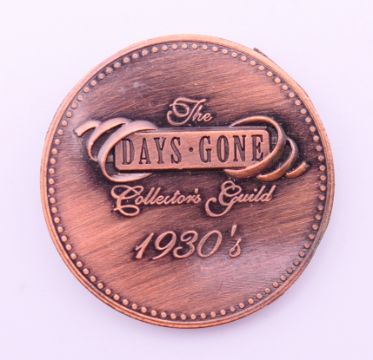 The
DAYS · GONE
Collector's Guild
1930's